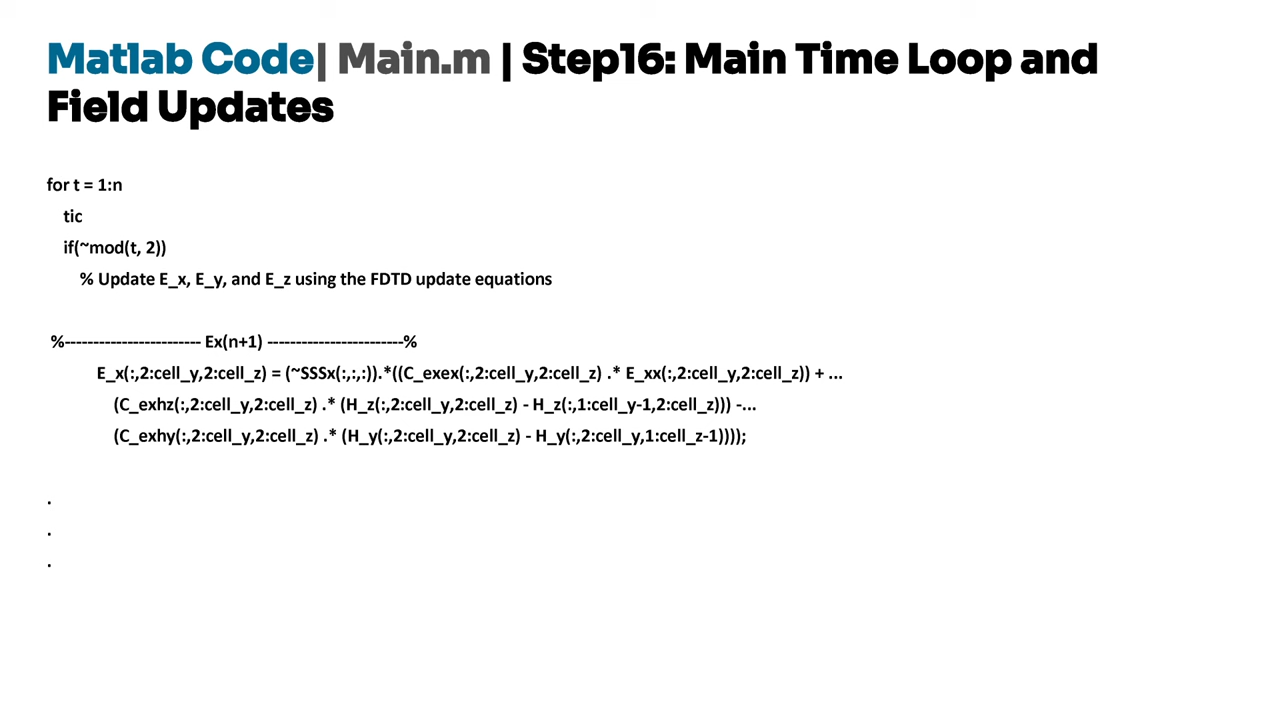 Matlab Code| Main.m | Step16: Main Time Loop and
Field Updates
for t = 1:n
tic
if(~mod(t, 2))
% Update E_x, E_y, and E_z using the FDTD update equations
%------------------------ Ex(n+1) ------------------------%
E_x(:,2:cell_y,2:cell_z) = (~SSSx(:,:,:)).*((C_exex(:,2:cell_y,2:cell_z) .* E_xx(:,2:cell_y,2:cell_z)) + ...
(C_exhz(:,2:cell_y,2:cell_z) .* (H_z(:,2:cell_y,2:cell_z) - H_z(:,1:cell_y-1,2:cell_z))) -...
(C_exhy(:,2:cell_y,2:cell_z) .* (H_y(:,2:cell_y,2:cell_z) - H_y(:,2:cell_y,1:cell_z-1))));
.
.
.